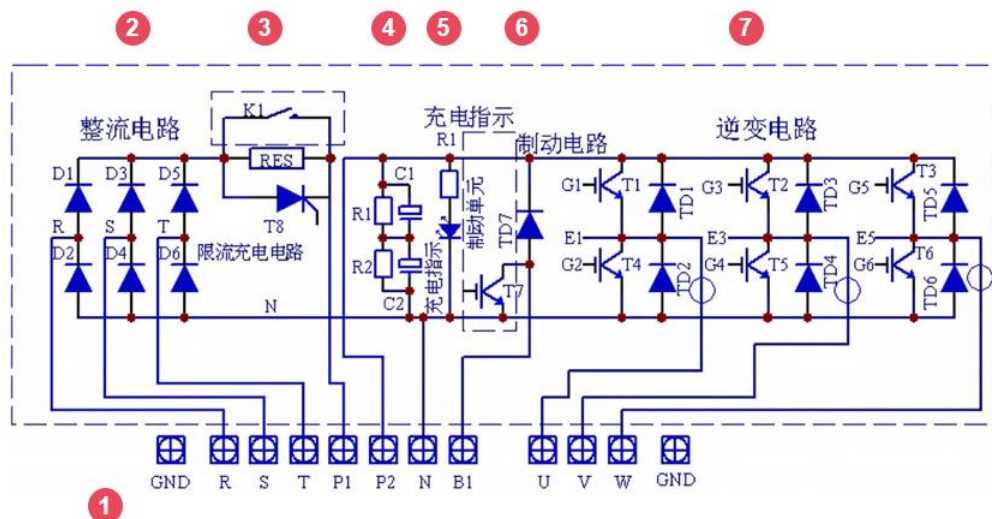 2 3 4 5 6 7
K1
整流电路
充电指示
逆变电路
R1
制动电路
RES
D1 D3 D5
C1
T1 TD1 T2 TD3 T3 TD5
G1 G3 G5
R1
制动单元
TD7
T8
R S T
E1 E3 E5
限流充电电路
D2 D4 D6
R2
充电指示
G2 T4 TD2 G4 T5 TD4 G6 T6 TD6
T7
C2
N
GND R S T P1 P2 N B1 U V W GND
1